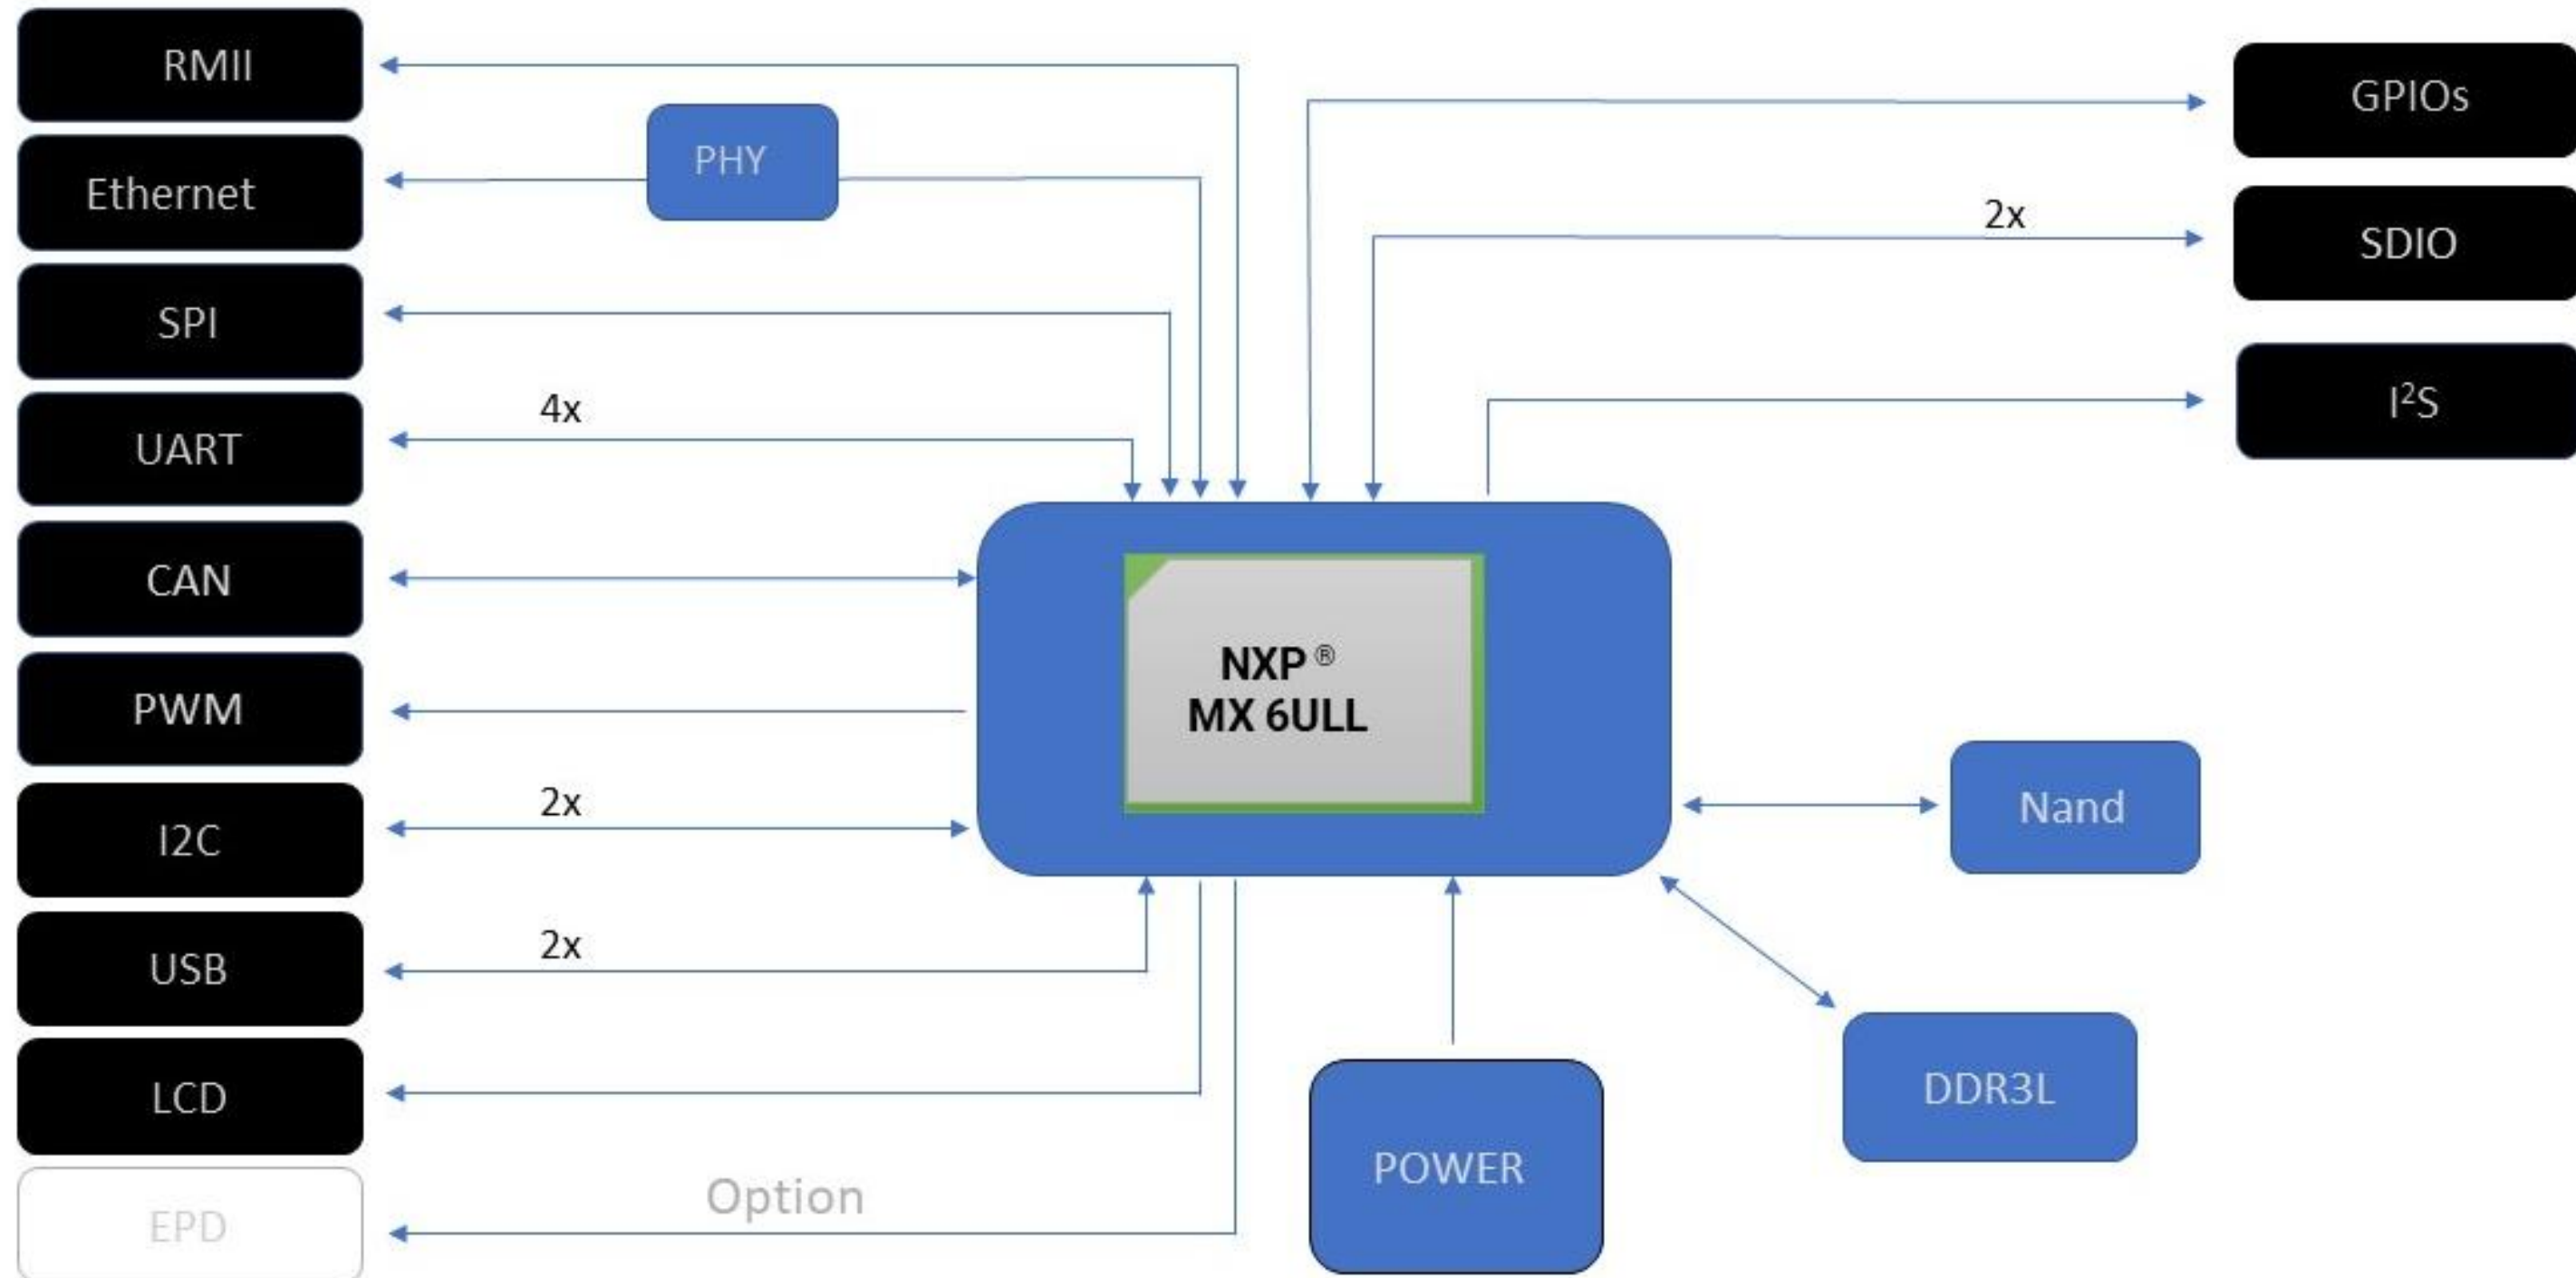 RMII
Ethernet
SPI
UART
CAN
PWM
I2C
USB
LCD
EPD
PHY
4x
2x
2x
Option
NXP ®
MX 6ULL
POWER
GPIOs
2x
SDIO
I²S
Nand
DDR3L